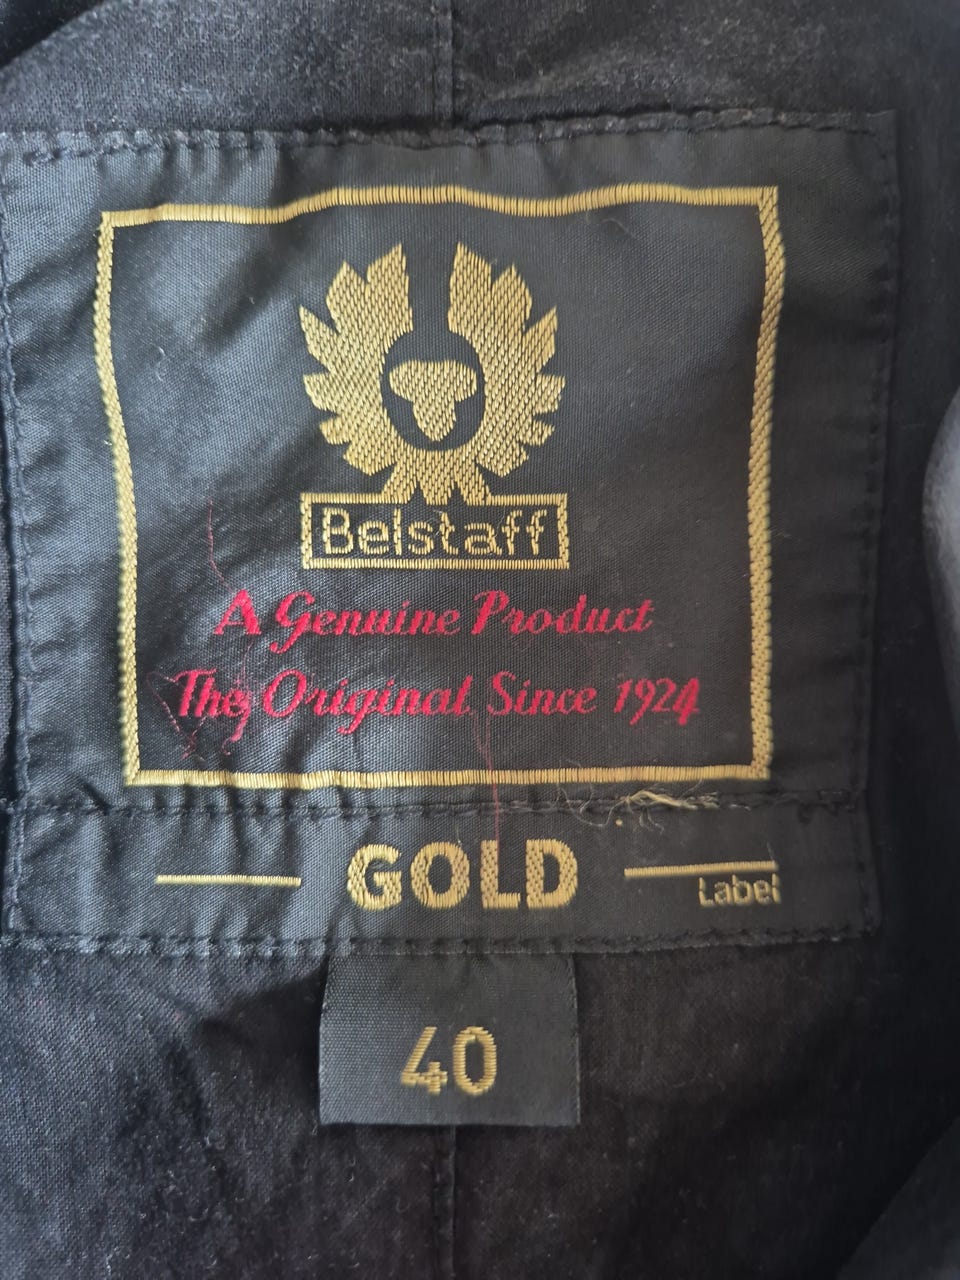 Belstaff
A Genuine Product
The Original Since 1924
GOLD
Label
40